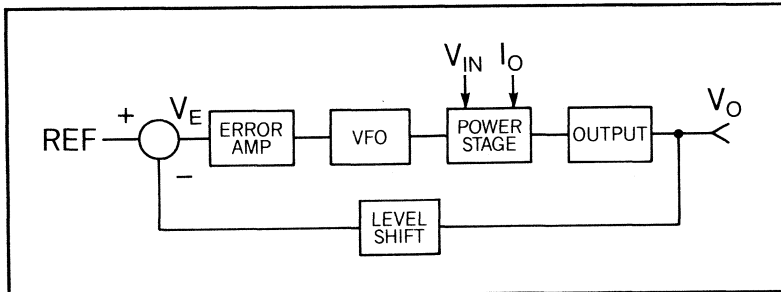 V_IN I_O
V_O
+ V_E
REF
ERROR AMP
VFO
POWER STAGE
OUTPUT
−
LEVEL SHIFT